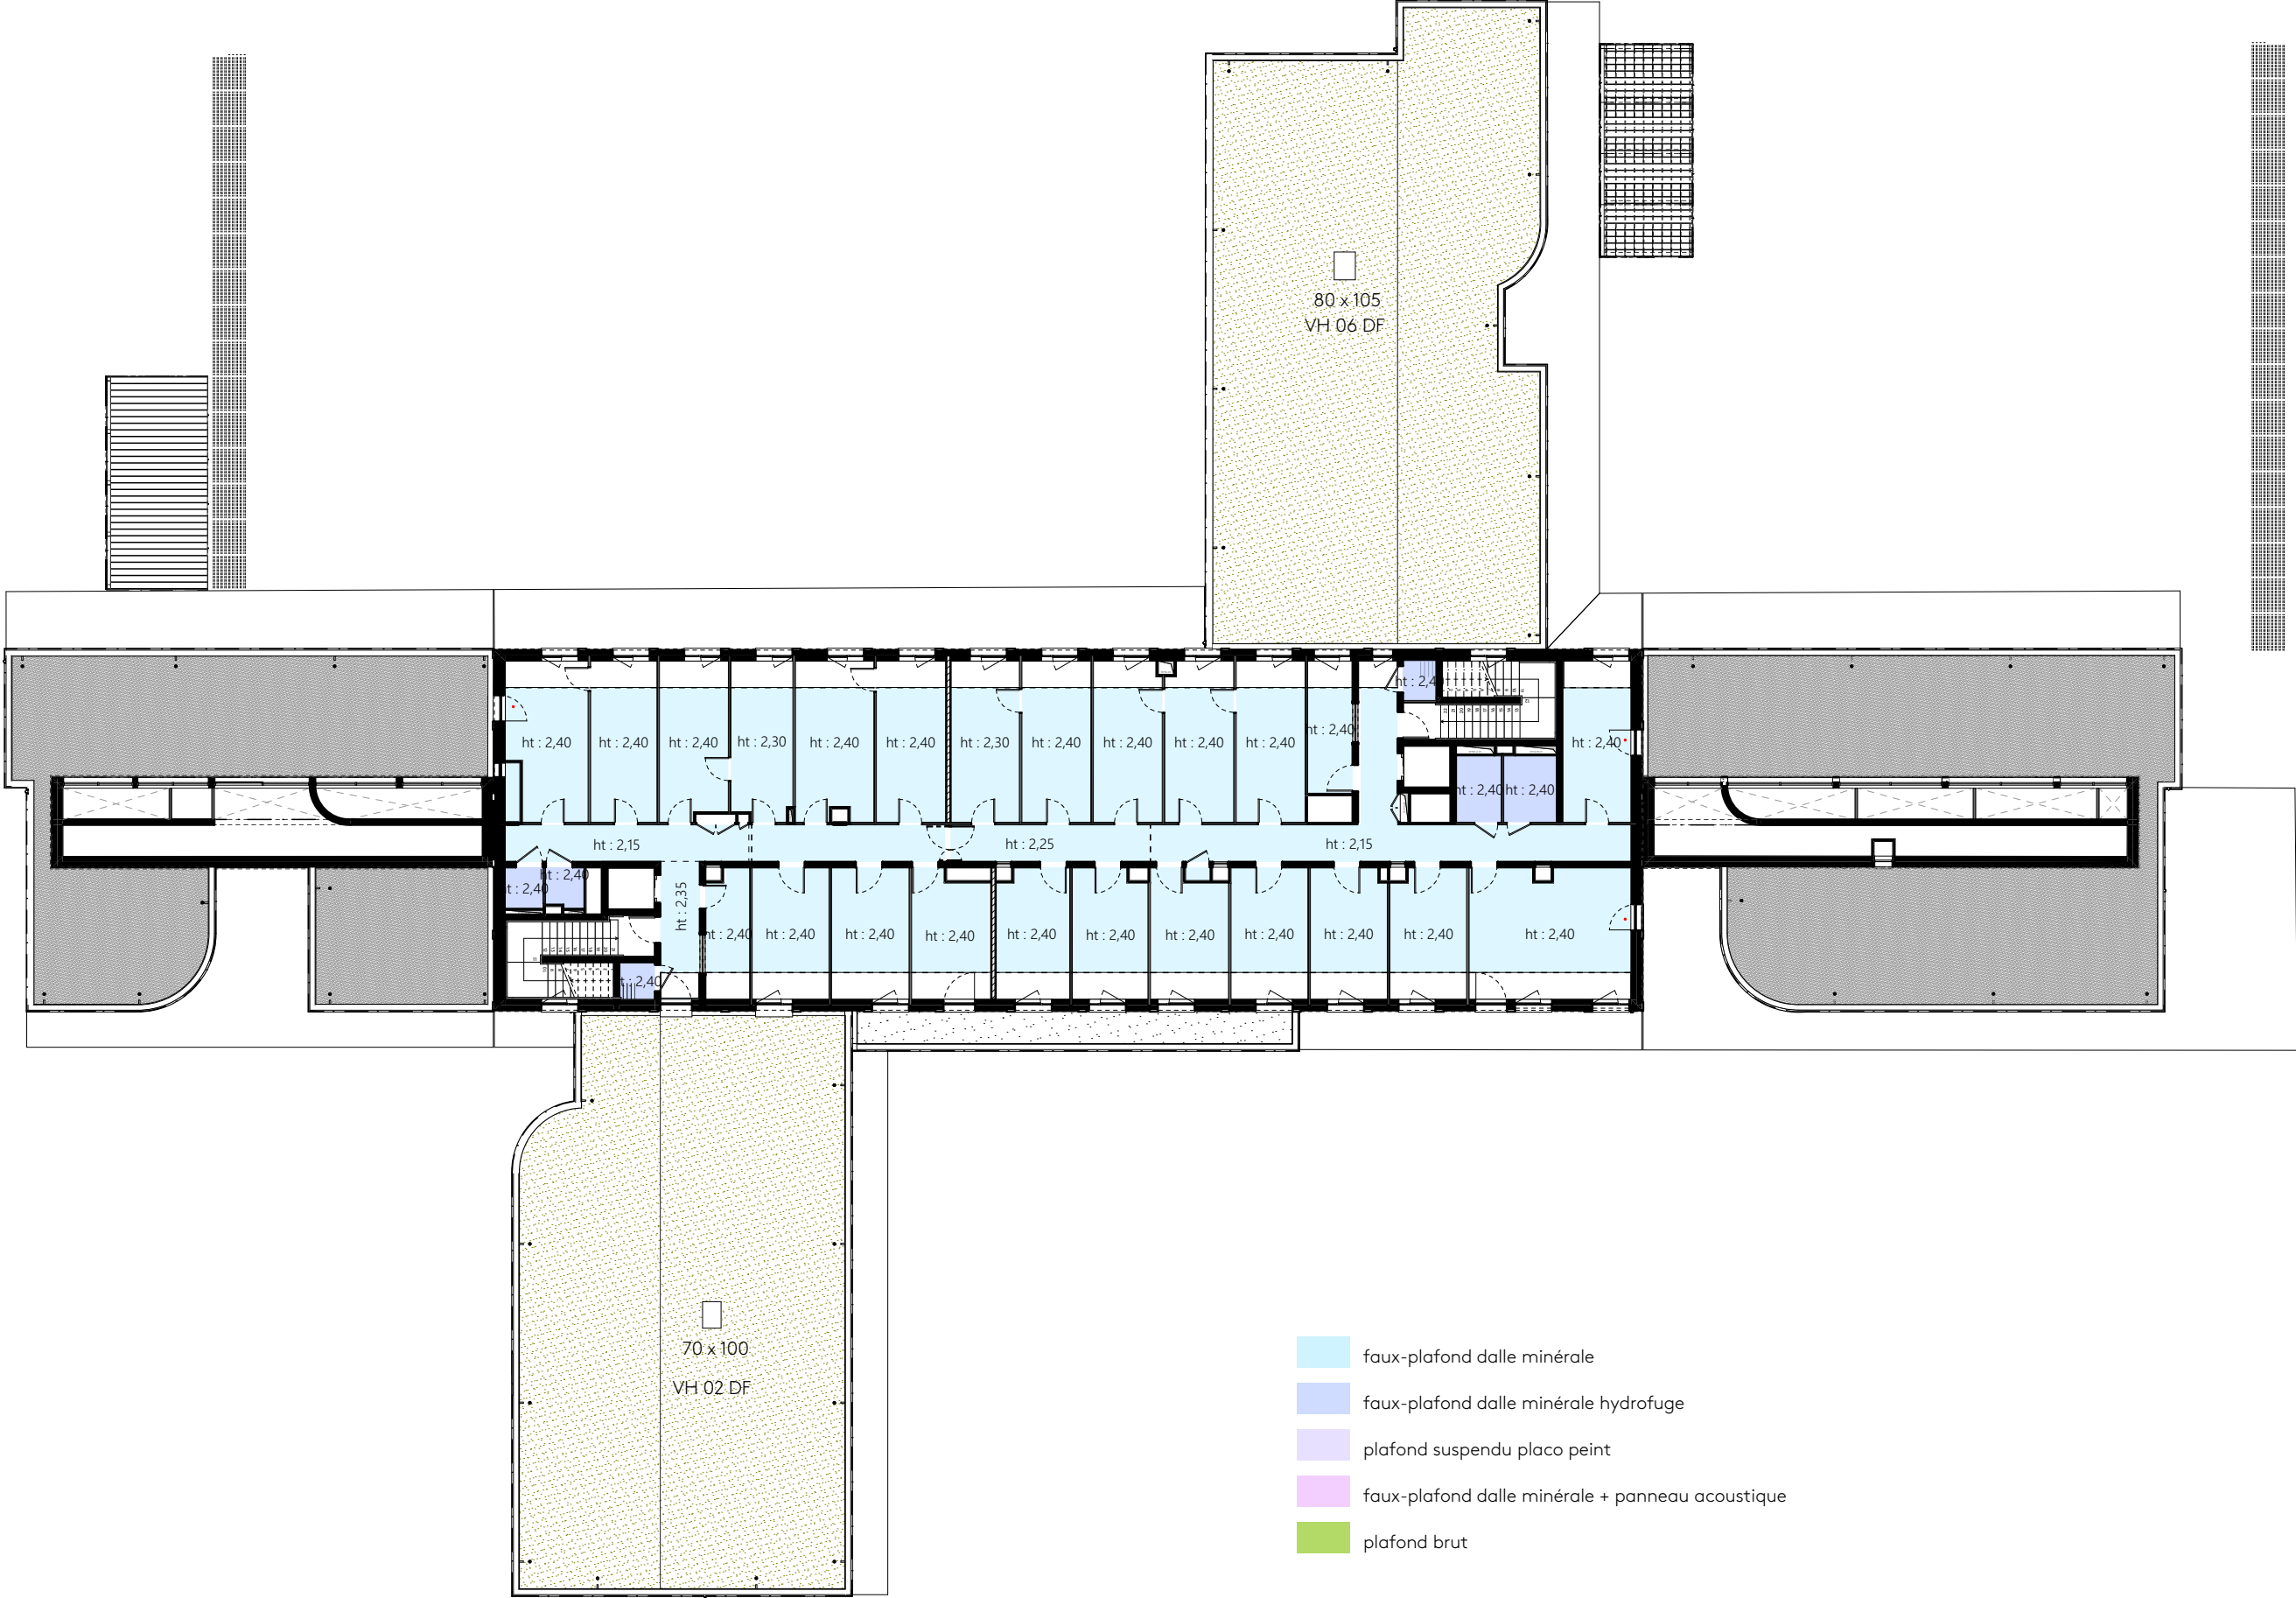 80 x 105
VH 06 DF
ht : 2,40
ht : 2,40
ht : 2,40
ht : 2,40
ht : 2,30
ht : 2,40
ht : 2,40
ht : 2,30
ht : 2,40
ht : 2,40
ht : 2,40
ht : 2,40
ht : 2,40
ht : 2,40
ht : 2,40
ht : 2,40
ht : 2,15
ht : 2,25
ht : 2,15
ht : 2,40
ht : 2,40
ht : 2,35
ht : 2,40
ht : 2,40
ht : 2,40
ht : 2,40
ht : 2,40
ht : 2,40
ht : 2,40
ht : 2,40
ht : 2,40
ht : 2,40
ht : 2,40
t : 2,40
70 x 100
VH 02 DF
faux-plafond dalle minérale
faux-plafond dalle minérale hydrofuge
plafond suspendu placo peint
faux-plafond dalle minérale + panneau acoustique
plafond brut